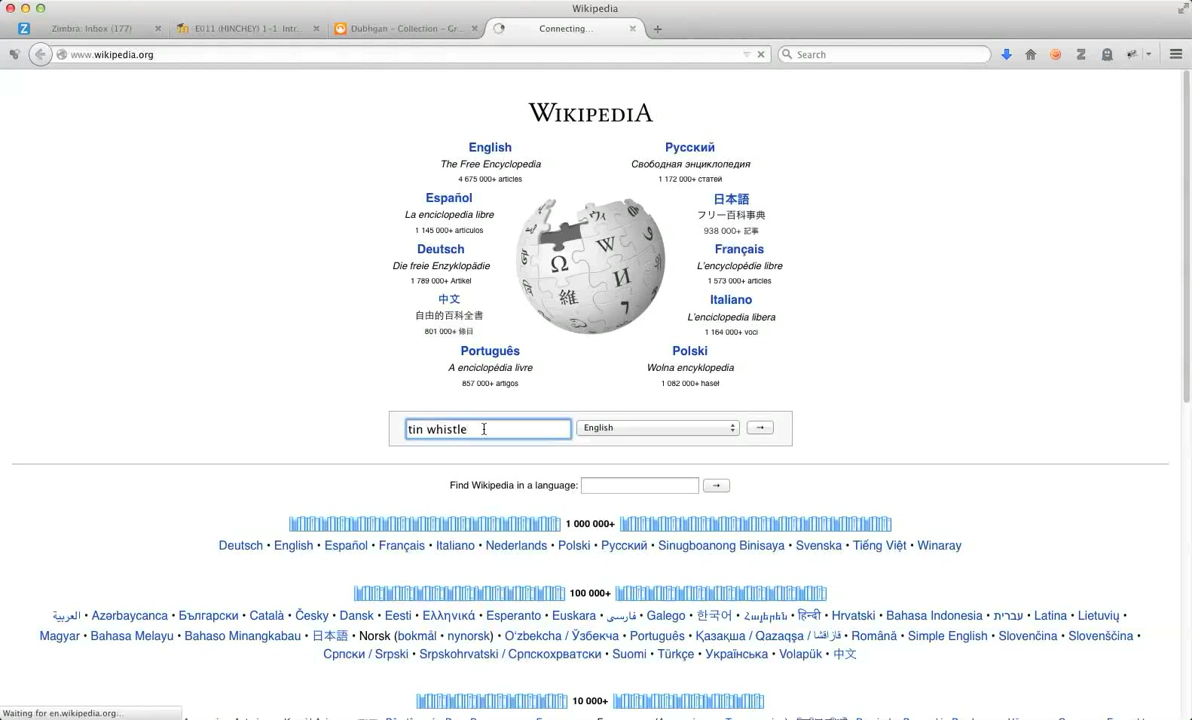 Wikipedia
Zimbra: Inbox (177)
E011 (HINCHEY) 1-1 Intr...
Dubhgan - Collection - Gr...
Connecting...
www.wikipedia.org
Search
WIKIPEDIA
English
The Free Encyclopedia
4 675 000+ articles
Русский
Свободная энциклопедия
1 172 000+ статей
Español
La enciclopedia libre
1 145 000+ artículos
日本語
フリー百科事典
938 000+ 記事
Deutsch
Die freie Enzyklopädie
1 789 000+ Artikel
Français
L'encyclopédie libre
1 573 000+ articles
中文
自由的百科全書
801 000+ 條目
Italiano
L'enciclopedia libera
1 164 000+ voci
Português
A enciclopédia livre
857 000+ artigos
Polski
Wolna encyklopedia
1 082 000+ haseł
tin whistle
English
→
Find Wikipedia in a language:
→
1 000 000+
Deutsch • English • Español • Français • Italiano • Nederlands • Polski • Русский • Sinugboanong Binisaya • Svenska • Tiếng Việt • Winaray
100 000+
العربية • Azərbaycanca • Български • Català • Česky • Dansk • Eesti • Ελληνικά • Esperanto • Euskara • فارسی • Galego • 한국어 • Հայերեն • हिन्दी • Hrvatski • Bahasa Indonesia • עברית • Latina • Lietuvių •
Magyar • Bahasa Melayu • Bahaso Minangkabau • 日本語 • Norsk (bokmål • nynorsk) • O‘zbekcha / Ўзбекча • Português • Қазақша / Qazaqşa / قازاقشا • Română • Simple English • Slovenčina • Slovenščina •
Српски / Srpski • Srpskohrvatski / Српскохрватски • Suomi • Türkçe • Українська • Volapük • 中文
10 000+
Waiting for en.wikipedia.org...